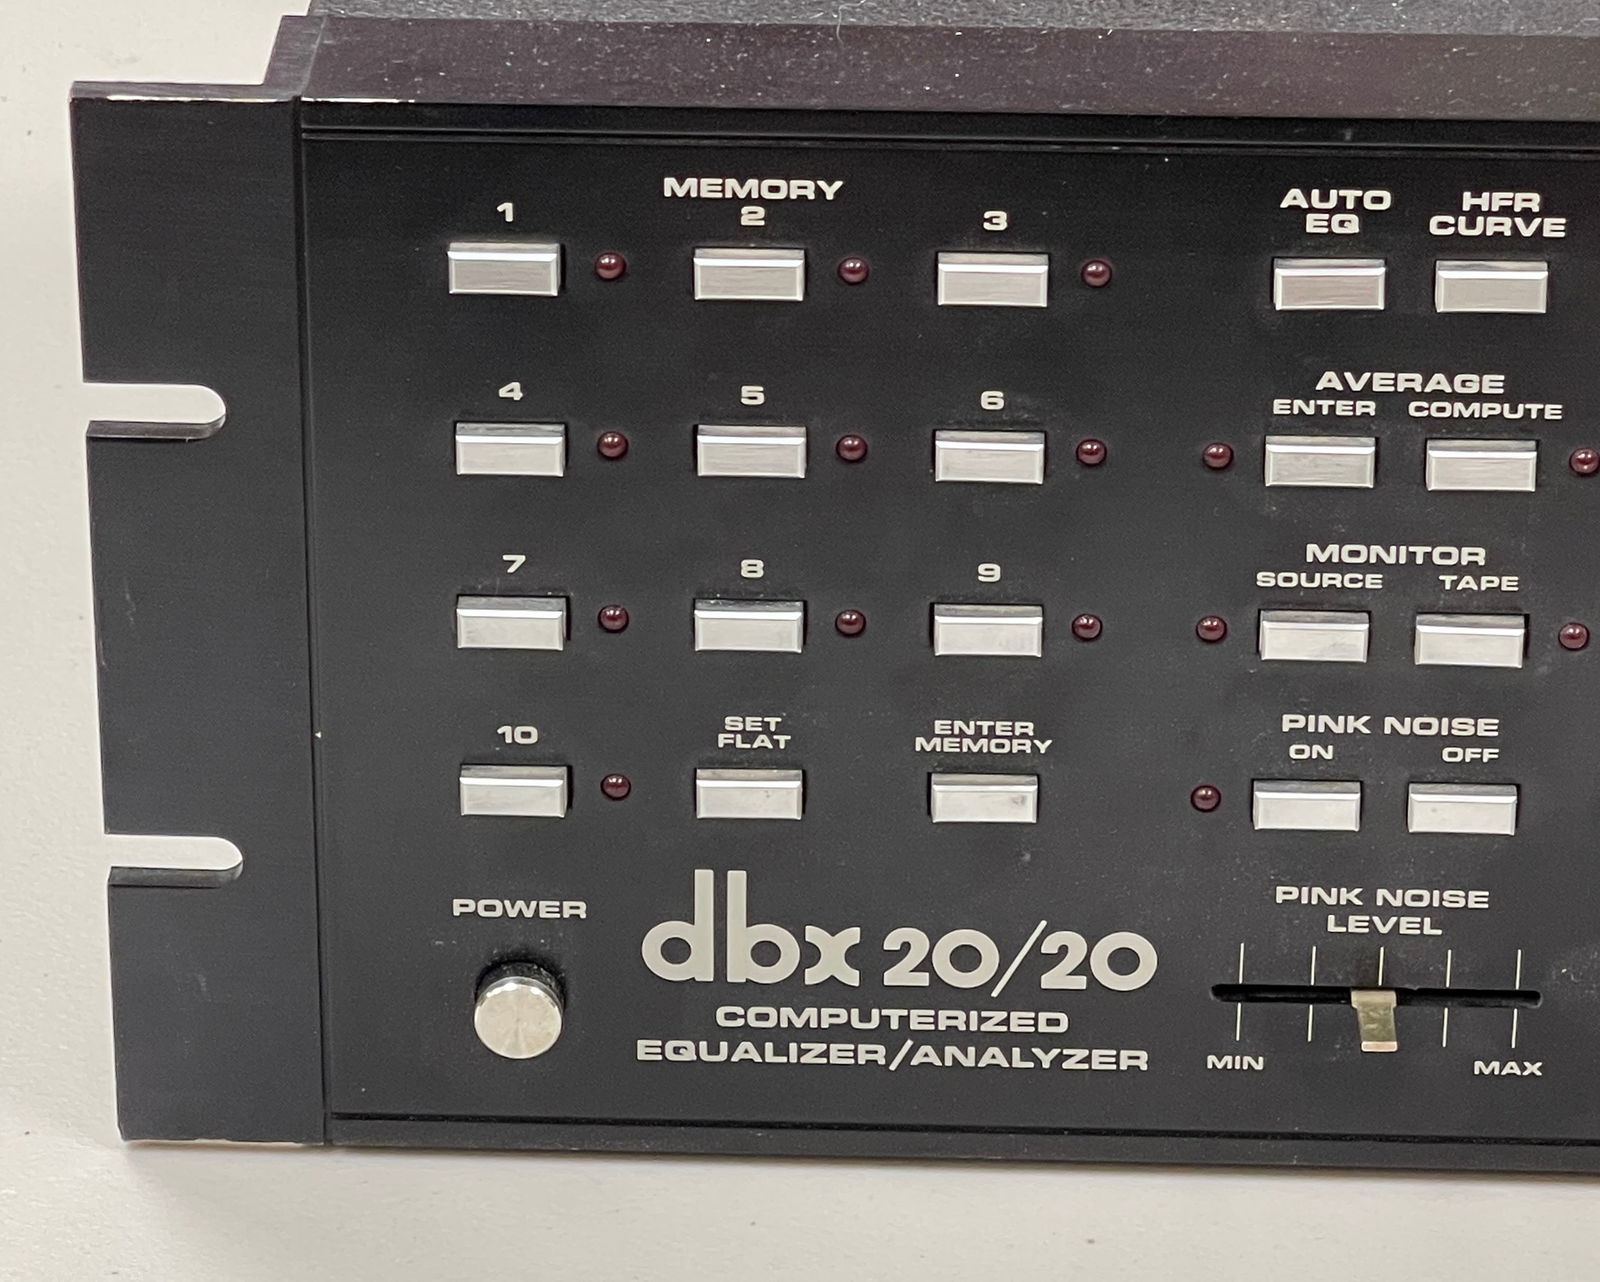 MEMORY
1 2 3
AUTO EQ
HFR CURVE
4 5 6
AVERAGE
ENTER COMPUTE
7 8 9
MONITOR
SOURCE TAPE
10
SET FLAT
ENTER MEMORY
PINK NOISE
ON OFF
POWER
dbx 20/20
COMPUTERIZED
EQUALIZER/ANALYZER
PINK NOISE
LEVEL
MIN MAX